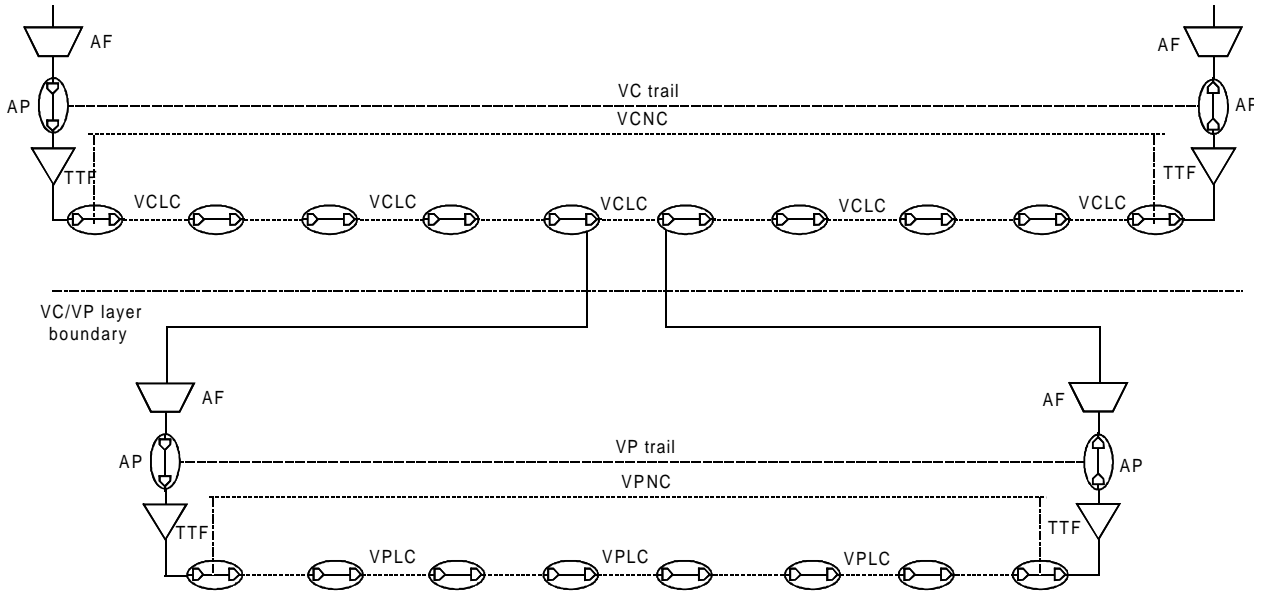 AF
AF
VC trail
AP
AF
VCNC
TTF
TTF
VCLC
VCLC
VCLC
VCLC
VCLC
VC/VP layer
boundary
AF
AF
VP trail
AP
AP
VPNC
TTF
TTF
VPLC
VPLC
VPLC